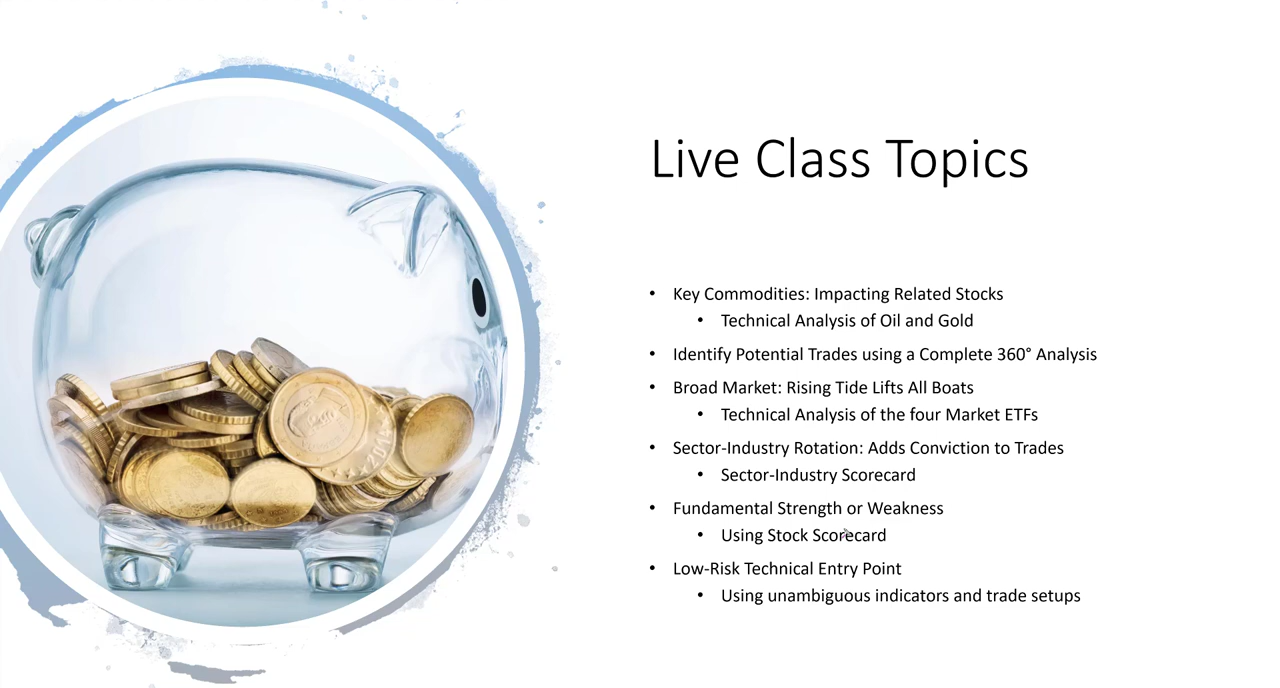 Live Class Topics
• Key Commodities: Impacting Related Stocks
• Technical Analysis of Oil and Gold
• Identify Potential Trades using a Complete 360° Analysis
• Broad Market: Rising Tide Lifts All Boats
• Technical Analysis of the four Market ETFs
• Sector-Industry Rotation: Adds Conviction to Trades
• Sector-Industry Scorecard
• Fundamental Strength or Weakness
• Using Stock Scorecard
• Low-Risk Technical Entry Point
• Using unambiguous indicators and trade setups